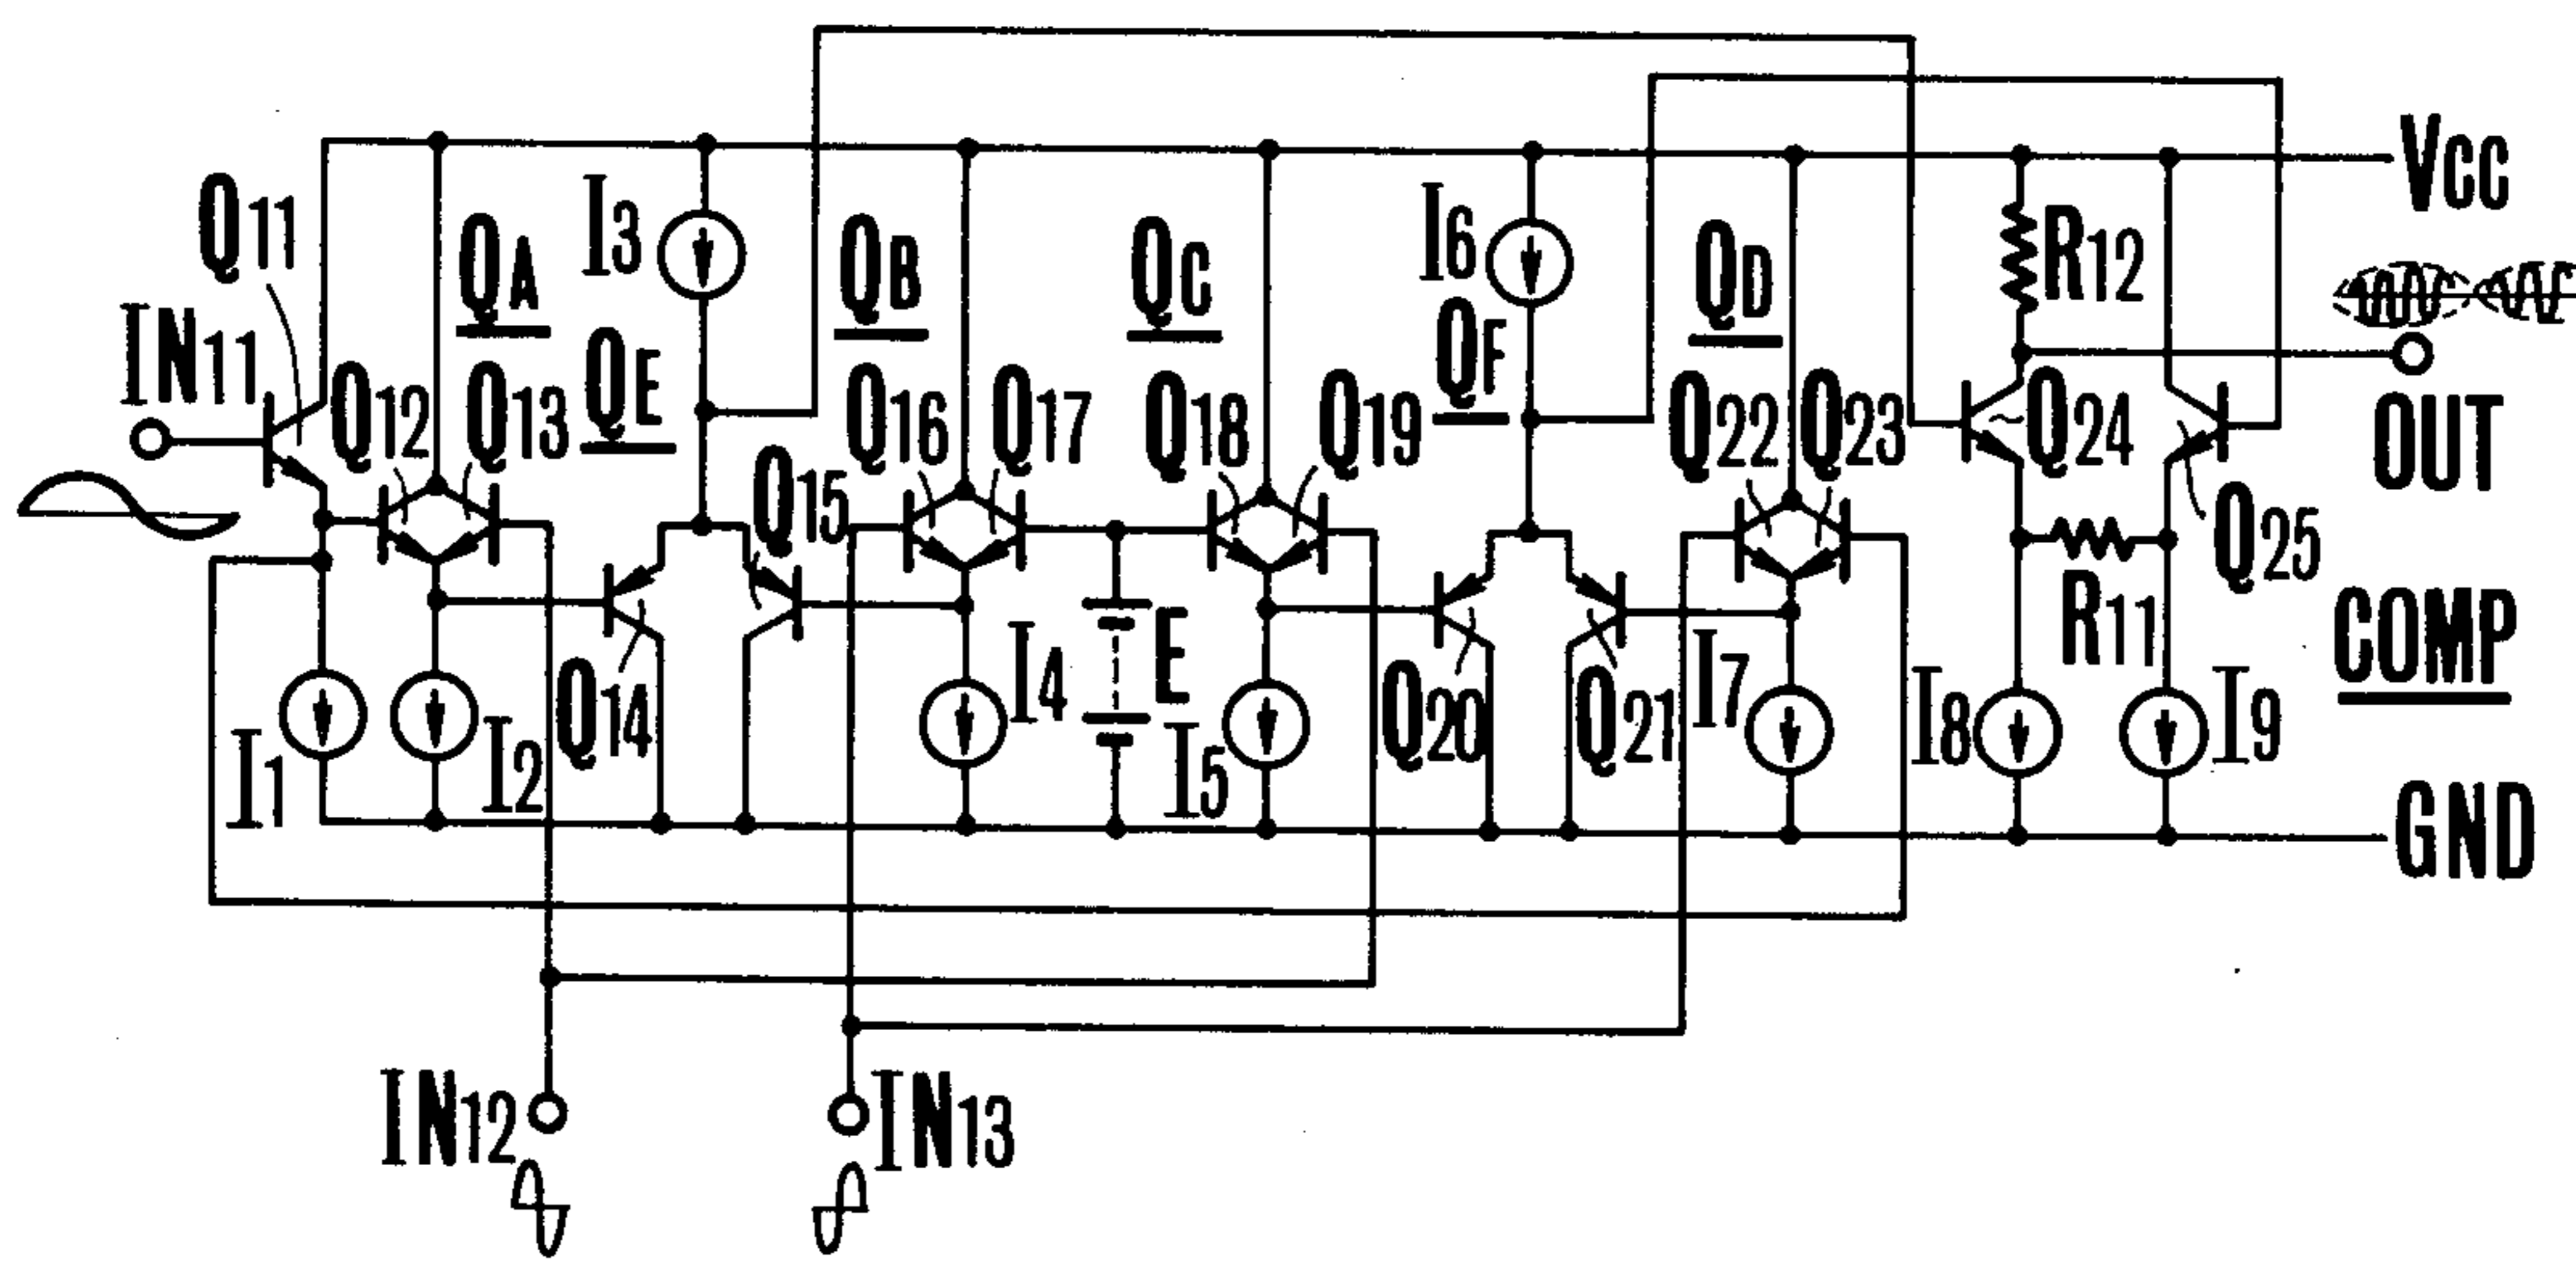 Vcc
Q11
QA
I3
QB
QC
I6
QD
R12
IN11
Q12
Q13
QE
Q16
Q17
Q18
Q19
QF
Q22
Q23
Q24
OUT
Q15
Q25
R11
COMP
Q14
I4
E
Q20
Q21
I7
I8
I9
I1
I2
I5
GND
IN12
IN13